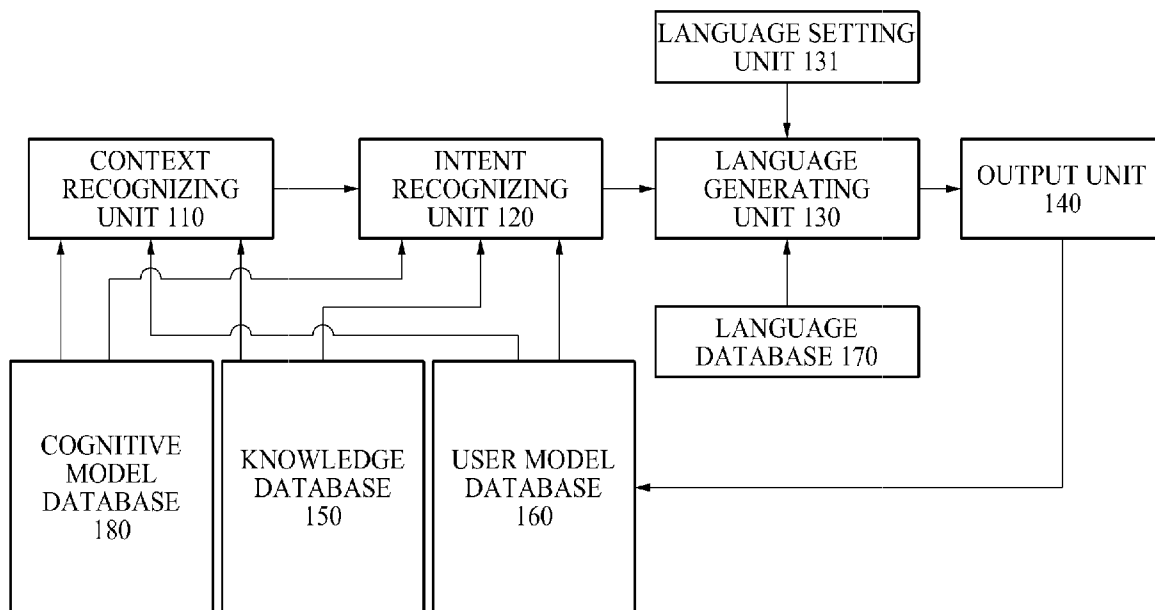 LANGUAGE SETTING
UNIT 131
CONTEXT
RECOGNIZING
UNIT 110
INTENT
RECOGNIZING
UNIT 120
LANGUAGE
GENERATING
UNIT 130
OUTPUT UNIT
140
LANGUAGE
DATABASE 170
COGNITIVE
MODEL
DATABASE
180
KNOWLEDGE
DATABASE
150
USER MODEL
DATABASE
160